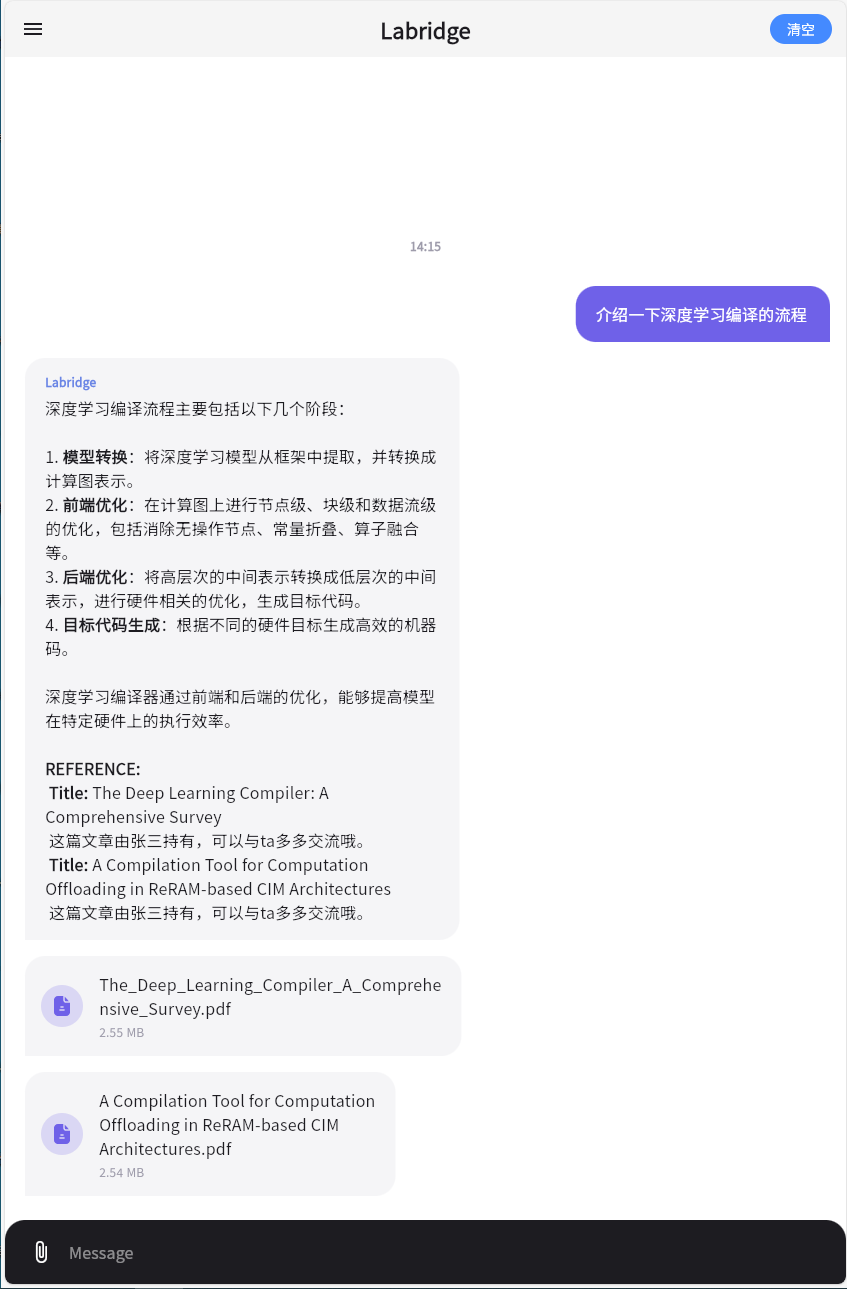 Labridge
清空
14:15
介绍一下深度学习编译的流程
Labridge
深度学习编译流程主要包括以下几个阶段：
1. 模型转换：将深度学习模型从框架中提取，并转换成
计算图表示。
2. 前端优化：在计算图上进行节点级、块级和数据流级
的优化，包括消除无操作节点、常量折叠、算子融合
等。
3. 后端优化：将高层次的中间表示转换成低层次的中间
表示，进行硬件相关的优化，生成目标代码。
4. 目标代码生成：根据不同的硬件目标生成高效的机器
码。
深度学习编译器通过前端和后端的优化，能够提高模型
在特定硬件上的执行效率。
REFERENCE:
Title: The Deep Learning Compiler: A
Comprehensive Survey
这篇文章由张三持有，可以与ta多多交流哦。
Title: A Compilation Tool for Computation
Offloading in ReRAM-based CIM Architectures
这篇文章由张三持有，可以与ta多多交流哦。
The_Deep_Learning_Compiler_A_Comprehe
nsive_Survey.pdf
2.55 MB
A Compilation Tool for Computation
Offloading in ReRAM-based CIM
Architectures.pdf
2.54 MB
Message